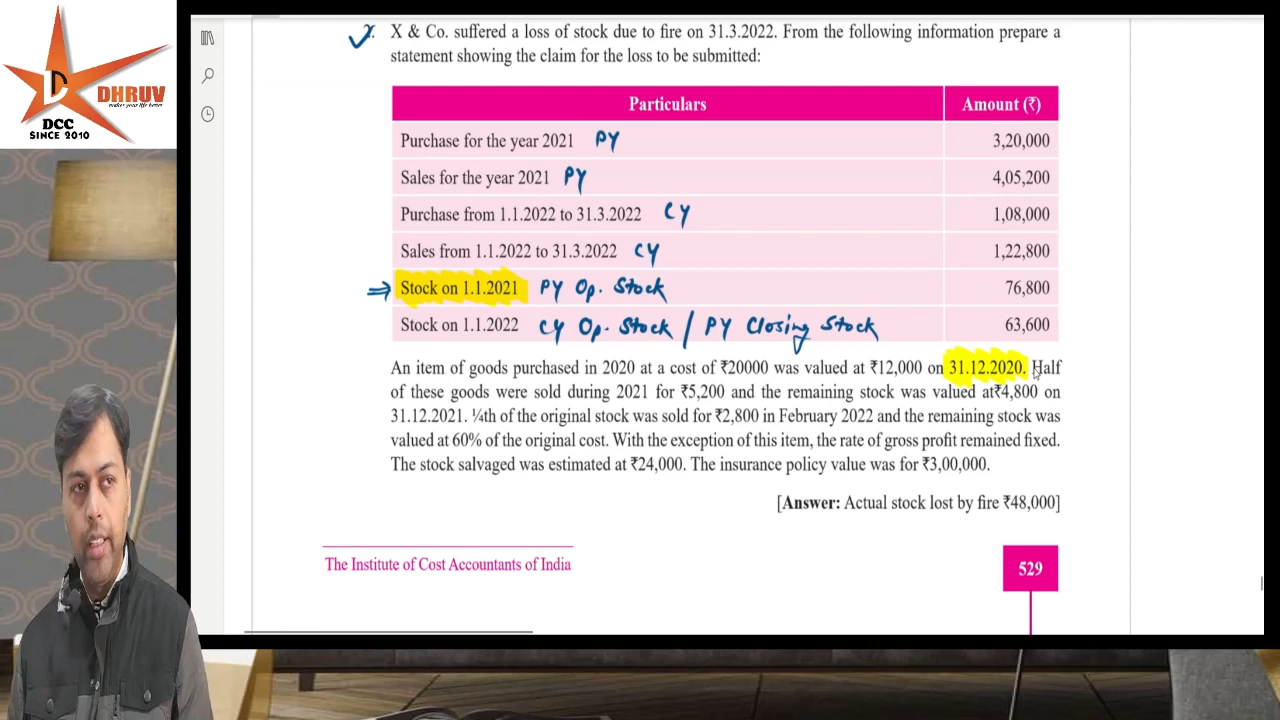 DHRUV
makes your life better
DCC
SINCE 2010
X & Co. suffered a loss of stock due to fire on 31.3.2022. From the following information prepare a
statement showing the claim for the loss to be submitted:
Particulars Amount (₹)
Purchase for the year 2021 PY 3,20,000
Sales for the year 2021 PY 4,05,200
Purchase from 1.1.2022 to 31.3.2022 CY 1,08,000
Sales from 1.1.2022 to 31.3.2022 CY 1,22,800
⇒ Stock on 1.1.2021 PY Op. Stock 76,800
Stock on 1.1.2022 CY Op. Stock / PY Closing Stock 63,600
An item of goods purchased in 2020 at a cost of ₹20000 was valued at ₹12,000 on 31.12.2020. Half
of these goods were sold during 2021 for ₹5,200 and the remaining stock was valued at₹4,800 on
31.12.2021. ¼th of the original stock was sold for ₹2,800 in February 2022 and the remaining stock was
valued at 60% of the original cost. With the exception of this item, the rate of gross profit remained fixed.
The stock salvaged was estimated at ₹24,000. The insurance policy value was for ₹3,00,000.
[Answer: Actual stock lost by fire ₹48,000]
The Institute of Cost Accountants of India
529